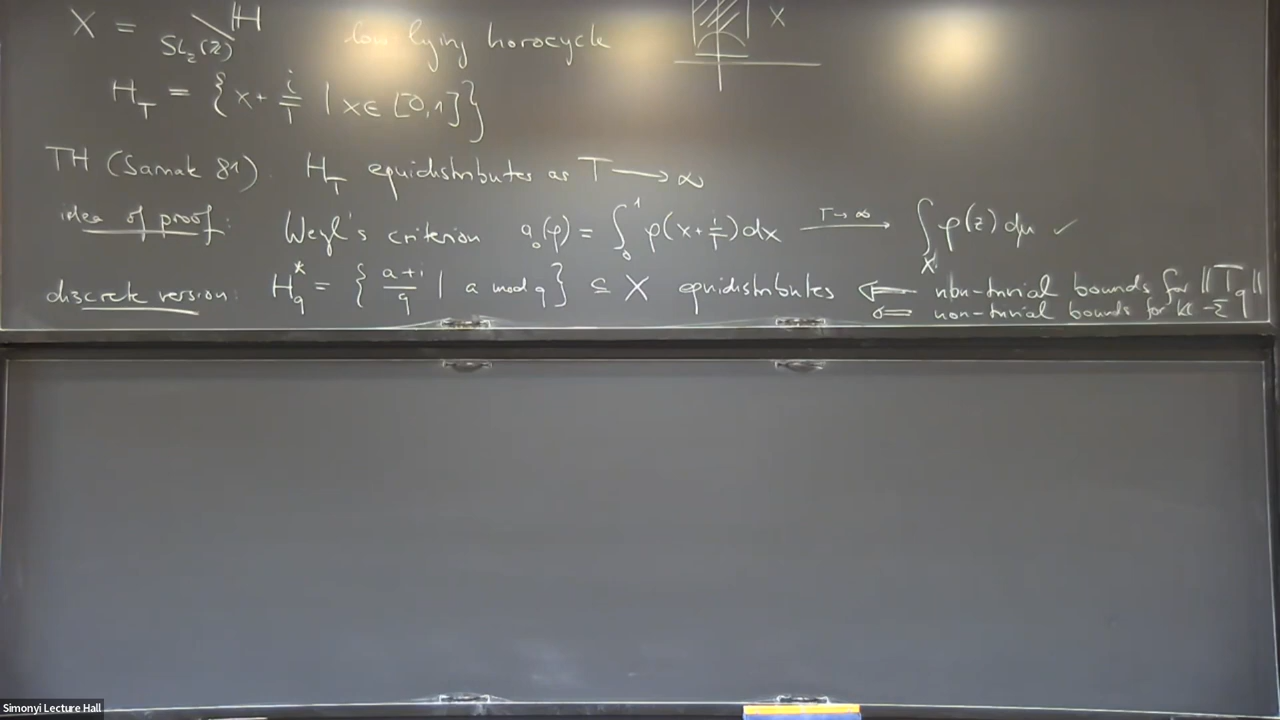 X = SL₂(ℤ)\ℍ low-lying horocycle X
H_T = { x + i/T | x ∈ [0,1] }
TH (Sarnak 81). H_T equidistributes as T ⟶ ∞
idea of proof: Weyl's criterion a₀(φ) = ∫₀¹ φ(x + i/T) dx ⟶ (T→∞) ∫_X φ(z) dμ ✓
discrete version: H*_q = { (a+i)/q | a mod q } ⊆ X equidistributes ⟸ non-trivial bounds for ‖T_q‖
⟸ non-trivial bounds for Kl-Σ
Simonyi Lecture Hall